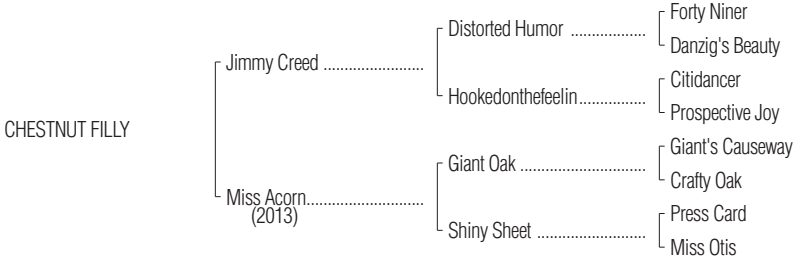 Forty Niner
Distorted Humor ...................
Danzig's Beauty
Jimmy Creed .........................
Citidancer
Hookedonthefeelin.................
Prospective Joy
CHESTNUT FILLY
Giant's Causeway
Giant Oak ................................
Crafty Oak
Miss Acorn.............................
(2013)
Press Card
Shiny Sheet ...........................
Miss Otis